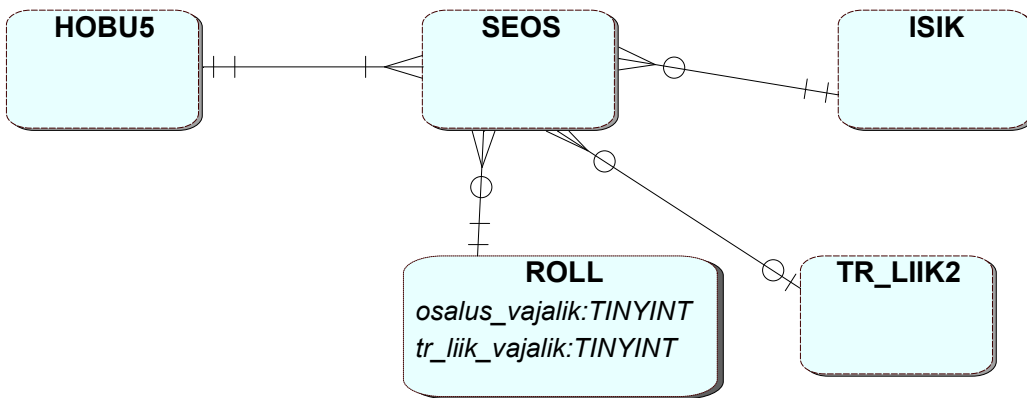 HOBU5
SEOS
ISIK
ROLL
osalus_vajalik:TINYINT
tr_liik_vajalik:TINYINT
TR_LIIK2